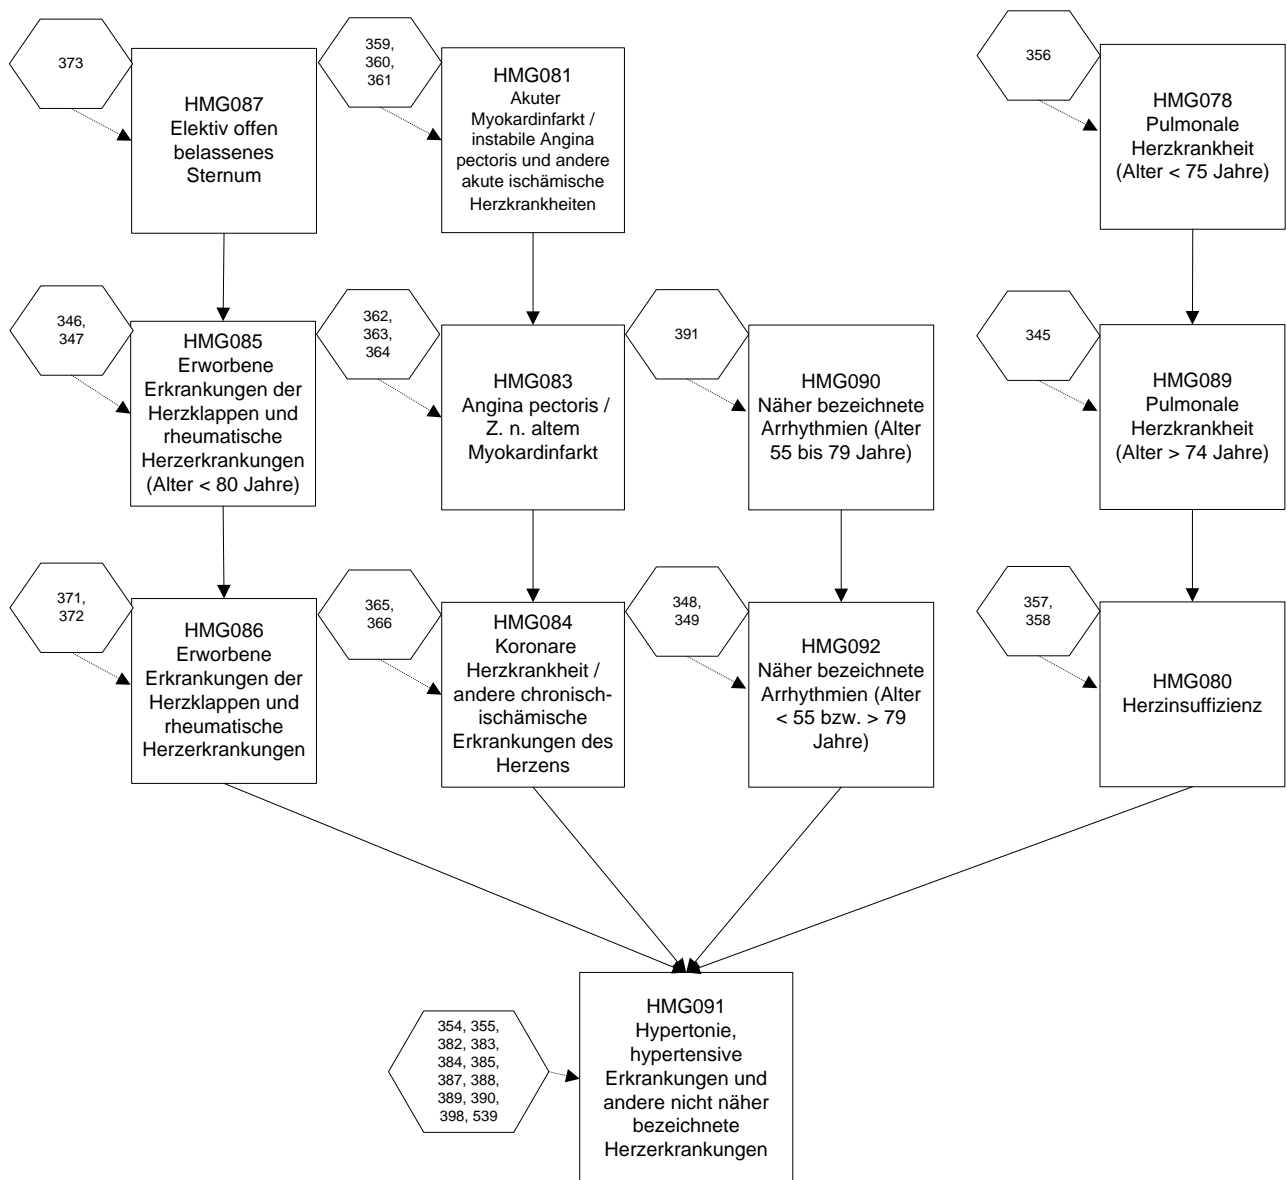 373
HMG087
Elektiv offen
belassenes
Sternum
359,
360,
361
HMG081
Akuter
Myokardinfarkt /
instabile Angina
pectoris und andere
akute ischämische
Herzkrankheiten
356
HMG078
Pulmonale
Herzkrankheit
(Alter < 75 Jahre)
346,
347
HMG085
Erworbene
Erkrankungen der
Herzklappen und
rheumatische
Herzerkrankungen
(Alter < 80 Jahre)
362,
363,
364
HMG083
Angina pectoris /
Z. n. altem
Myokardinfarkt
391
HMG090
Näher bezeichnete
Arrhythmien (Alter
55 bis 79 Jahre)
345
HMG089
Pulmonale
Herzkrankheit
(Alter > 74 Jahre)
371,
372
HMG086
Erworbene
Erkrankungen der
Herzklappen und
rheumatische
Herzerkrankungen
365,
366
HMG084
Koronare
Herzkrankheit /
andere chronisch-
ischämische
Erkrankungen des
Herzens
348,
349
HMG092
Näher bezeichnete
Arrhythmien (Alter
< 55 bzw. > 79
Jahre)
357,
358
HMG080
Herzinsuffizienz
354, 355,
382, 383,
384, 385,
387, 388,
389, 390,
398, 539
HMG091
Hypertonie,
hypertensive
Erkrankungen und
andere nicht näher
bezeichnete
Herzerkrankungen